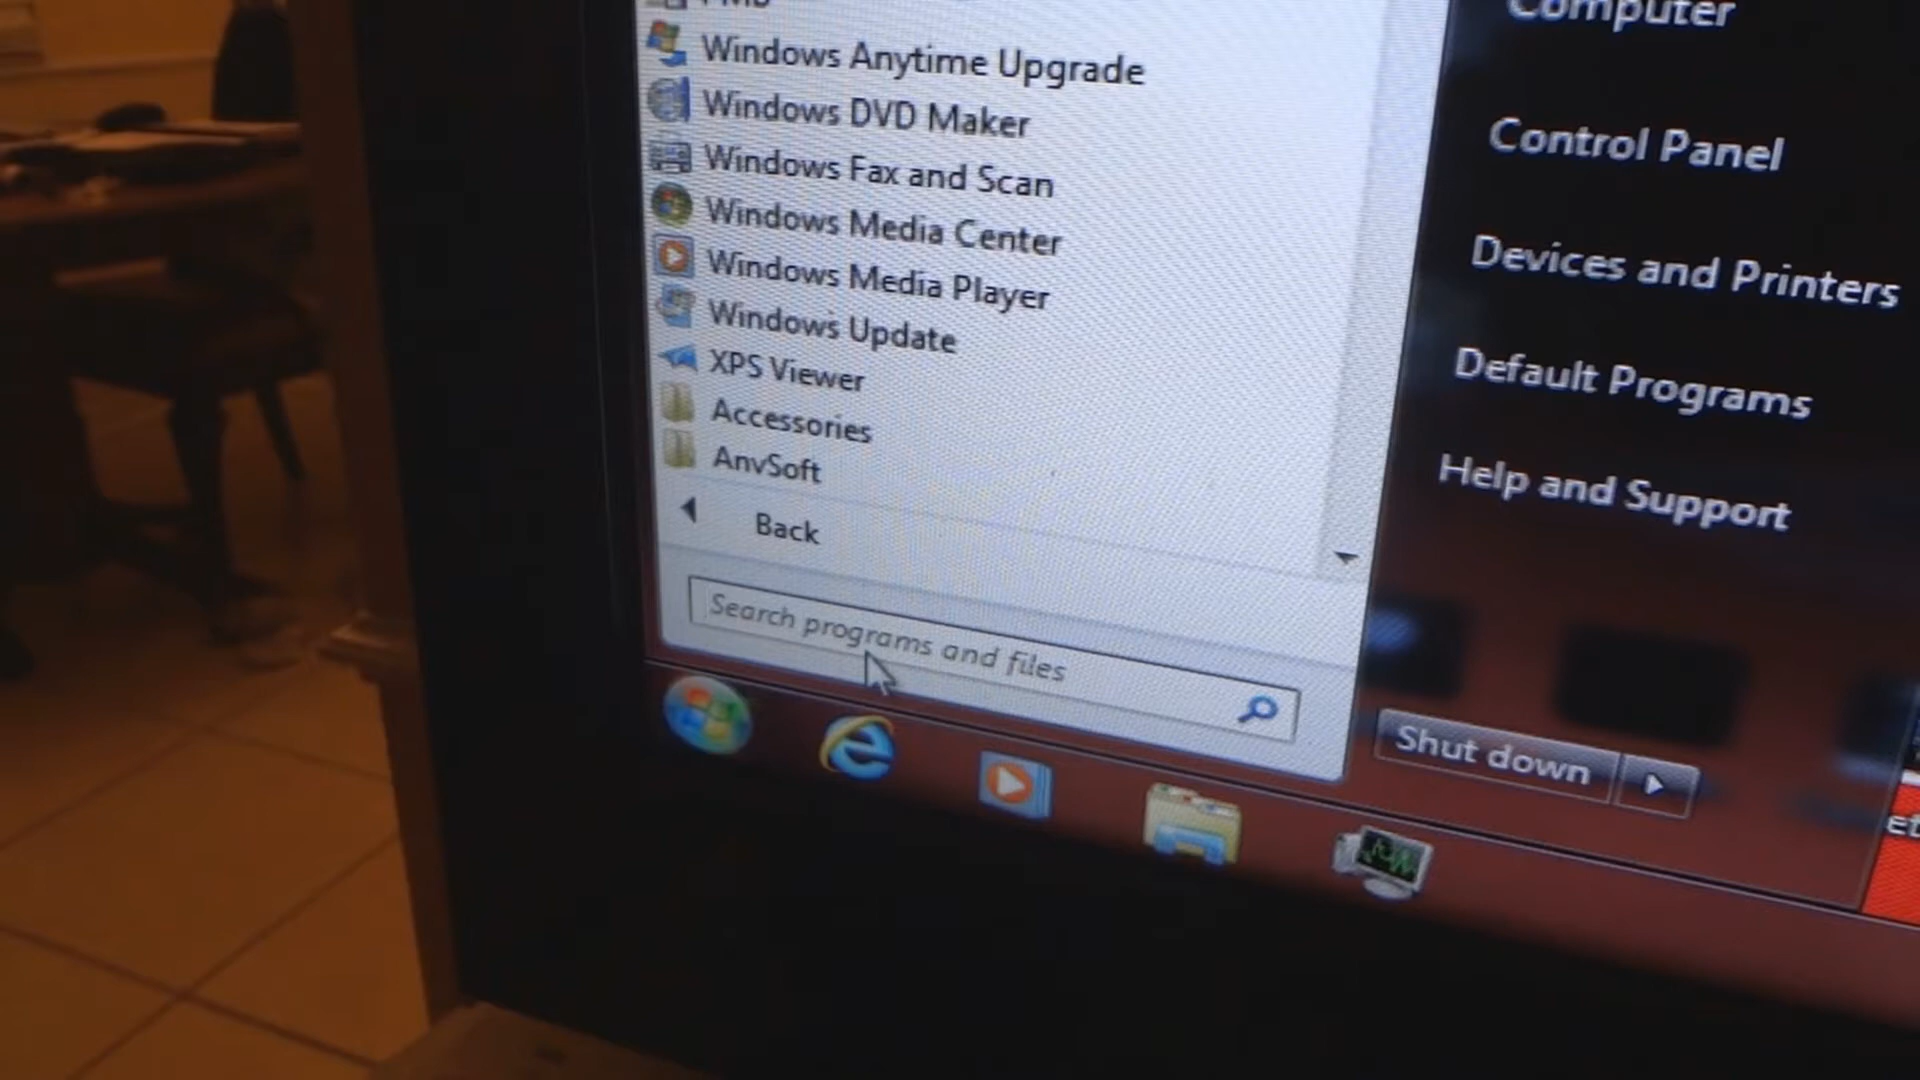 Windows Anytime Upgrade
Windows DVD Maker
Windows Fax and Scan
Windows Media Center
Windows Media Player
Windows Update
XPS Viewer
Accessories
AnvSoft
Back
Search programs and files
Computer
Control Panel
Devices and Printers
Default Programs
Help and Support
Shut down